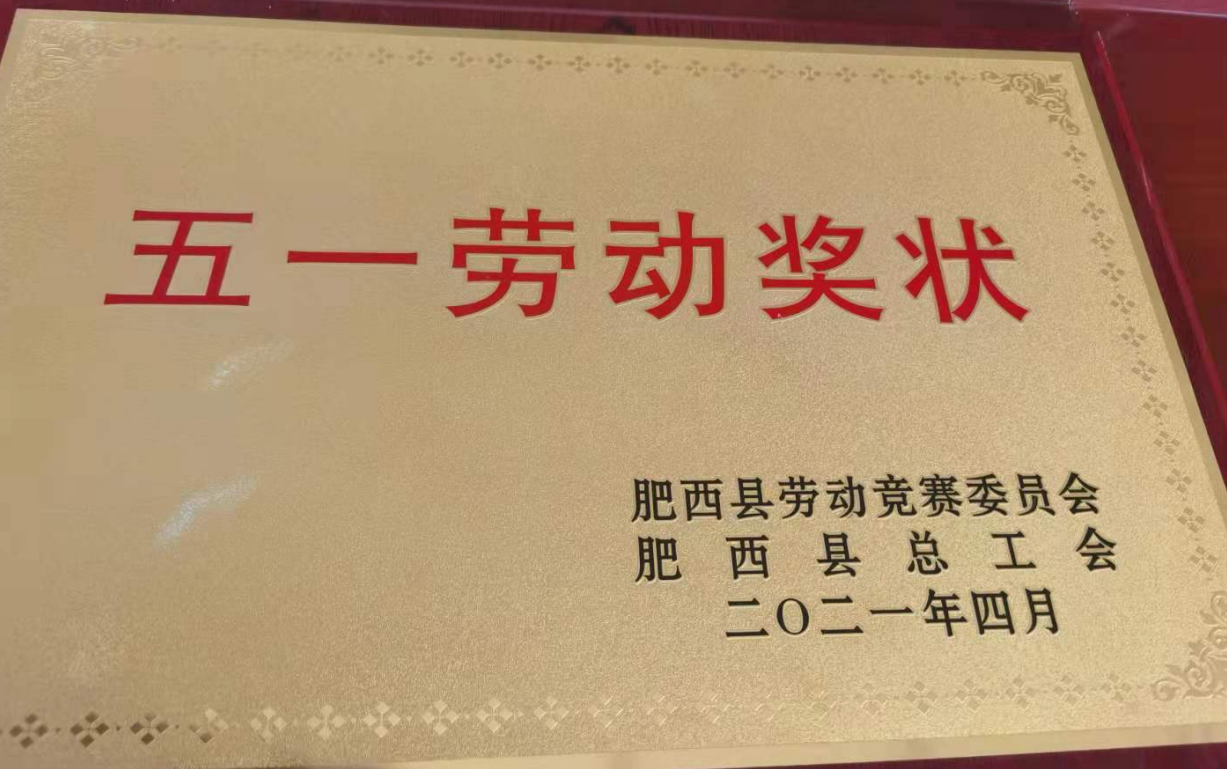 五一劳动奖状
肥西县劳动竞赛委员会
肥西县总工会
二〇二一年四月